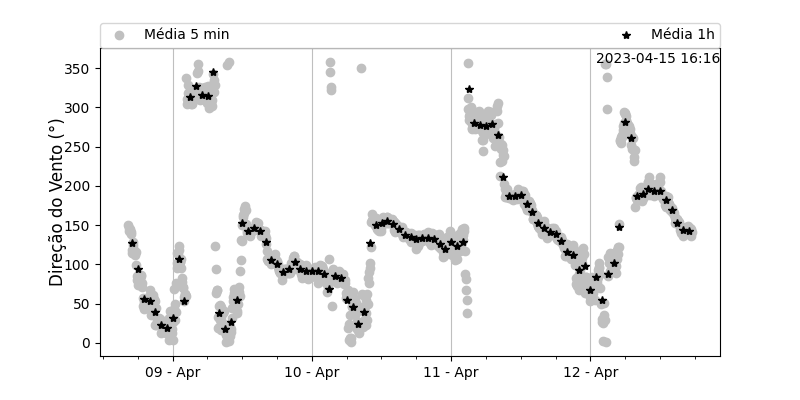 Média 5 min
Média 1h
2023-04-15 16:16
Direção do Vento (°)
350
300
250
200
150
100
50
0
09 - Apr
10 - Apr
11 - Apr
12 - Apr